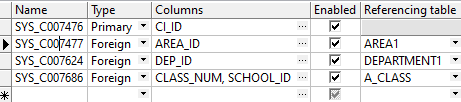 Name Type Columns Enabled Referencing table
SYS_C007476 Primary CI_ID ...
SYS_C007477 Foreign AREA_ID ... AREA1
SYS_C007624 Foreign DEP_ID ... DEPARTMENT1
SYS_C007686 Foreign CLASS_NUM, SCHOOL_ID ... A_CLASS
* ...